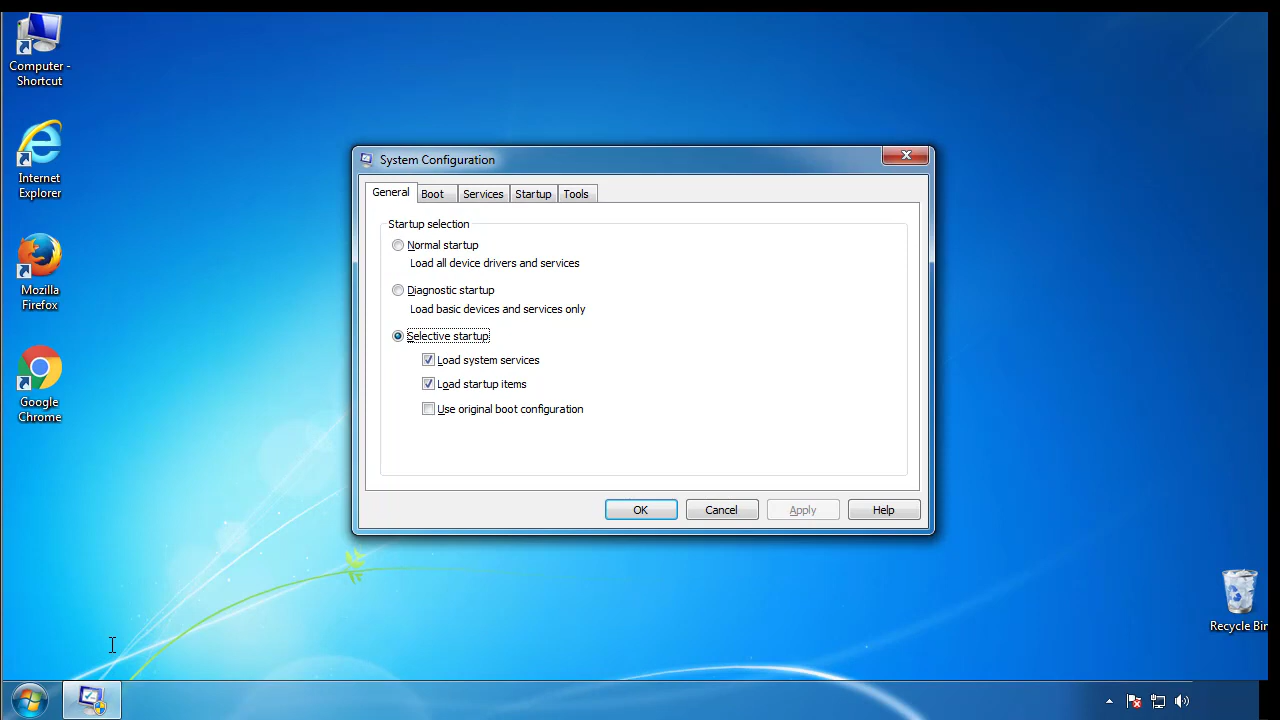 Computer -
Shortcut
Internet
Explorer
Mozilla
Firefox
Google
Chrome
System Configuration
General
Boot
Services
Startup
Tools
Startup selection
Normal startup
Load all device drivers and services
Diagnostic startup
Load basic devices and services only
Selective startup
Load system services
Load startup items
Use original boot configuration
OK
Cancel
Apply
Help
Recycle Bin